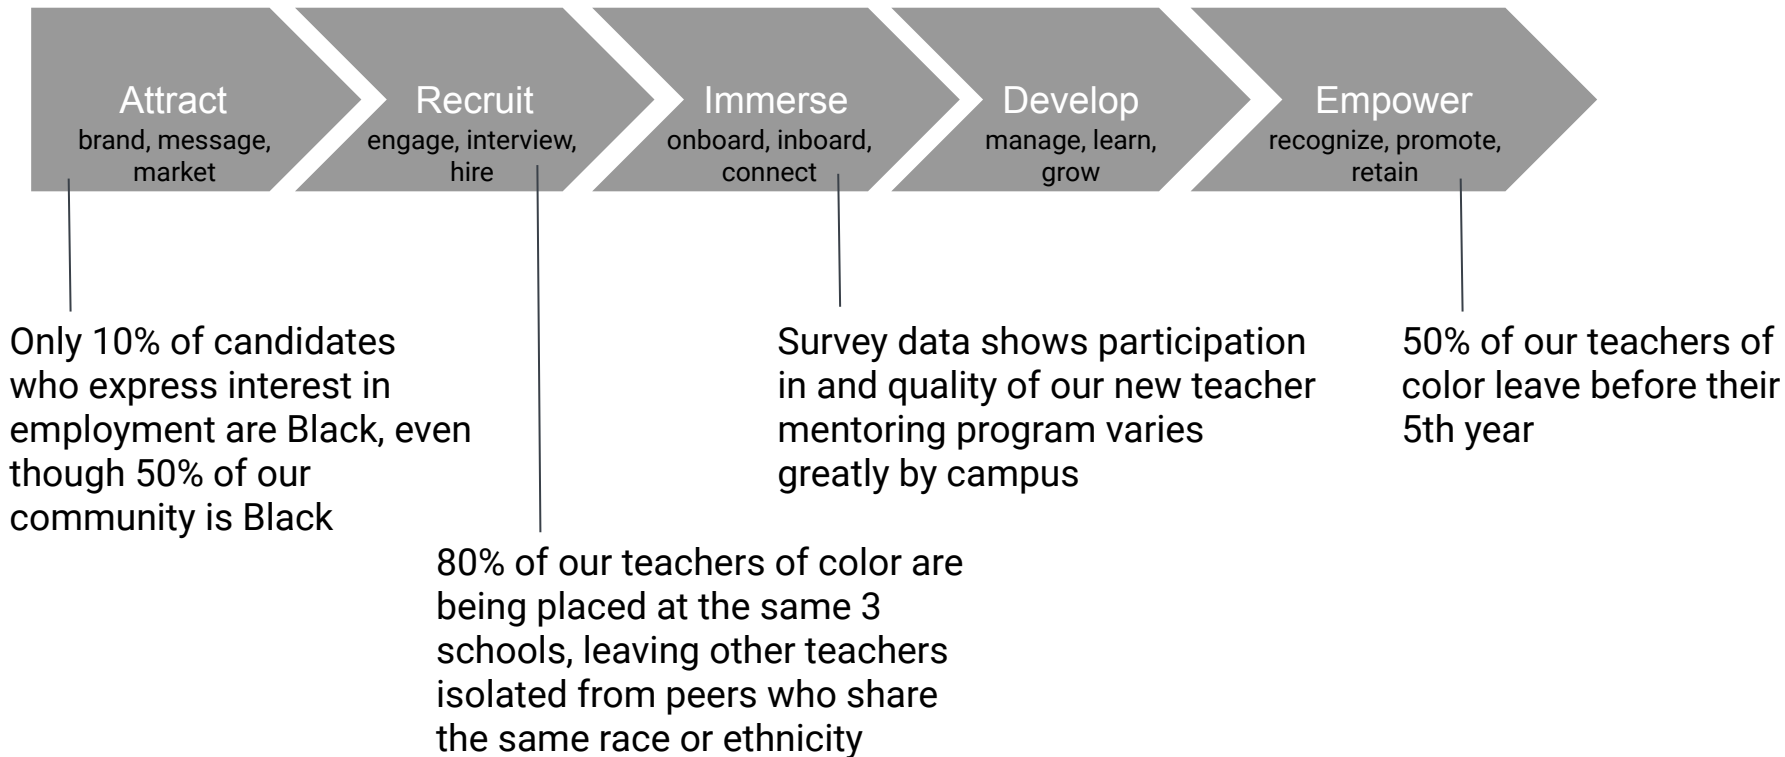 Attract
brand, message,
market
Recruit
engage, interview,
hire
Immerse
onboard, inboard,
connect
Develop
manage, learn,
grow
Empower
recognize, promote,
retain
Only 10% of candidates
who express interest in
employment are Black, even
though 50% of our
community is Black
80% of our teachers of color are
being placed at the same 3
schools, leaving other teachers
isolated from peers who share
the same race or ethnicity
Survey data shows participation
in and quality of our new teacher
mentoring program varies
greatly by campus
50% of our teachers of
color leave before their
5th year